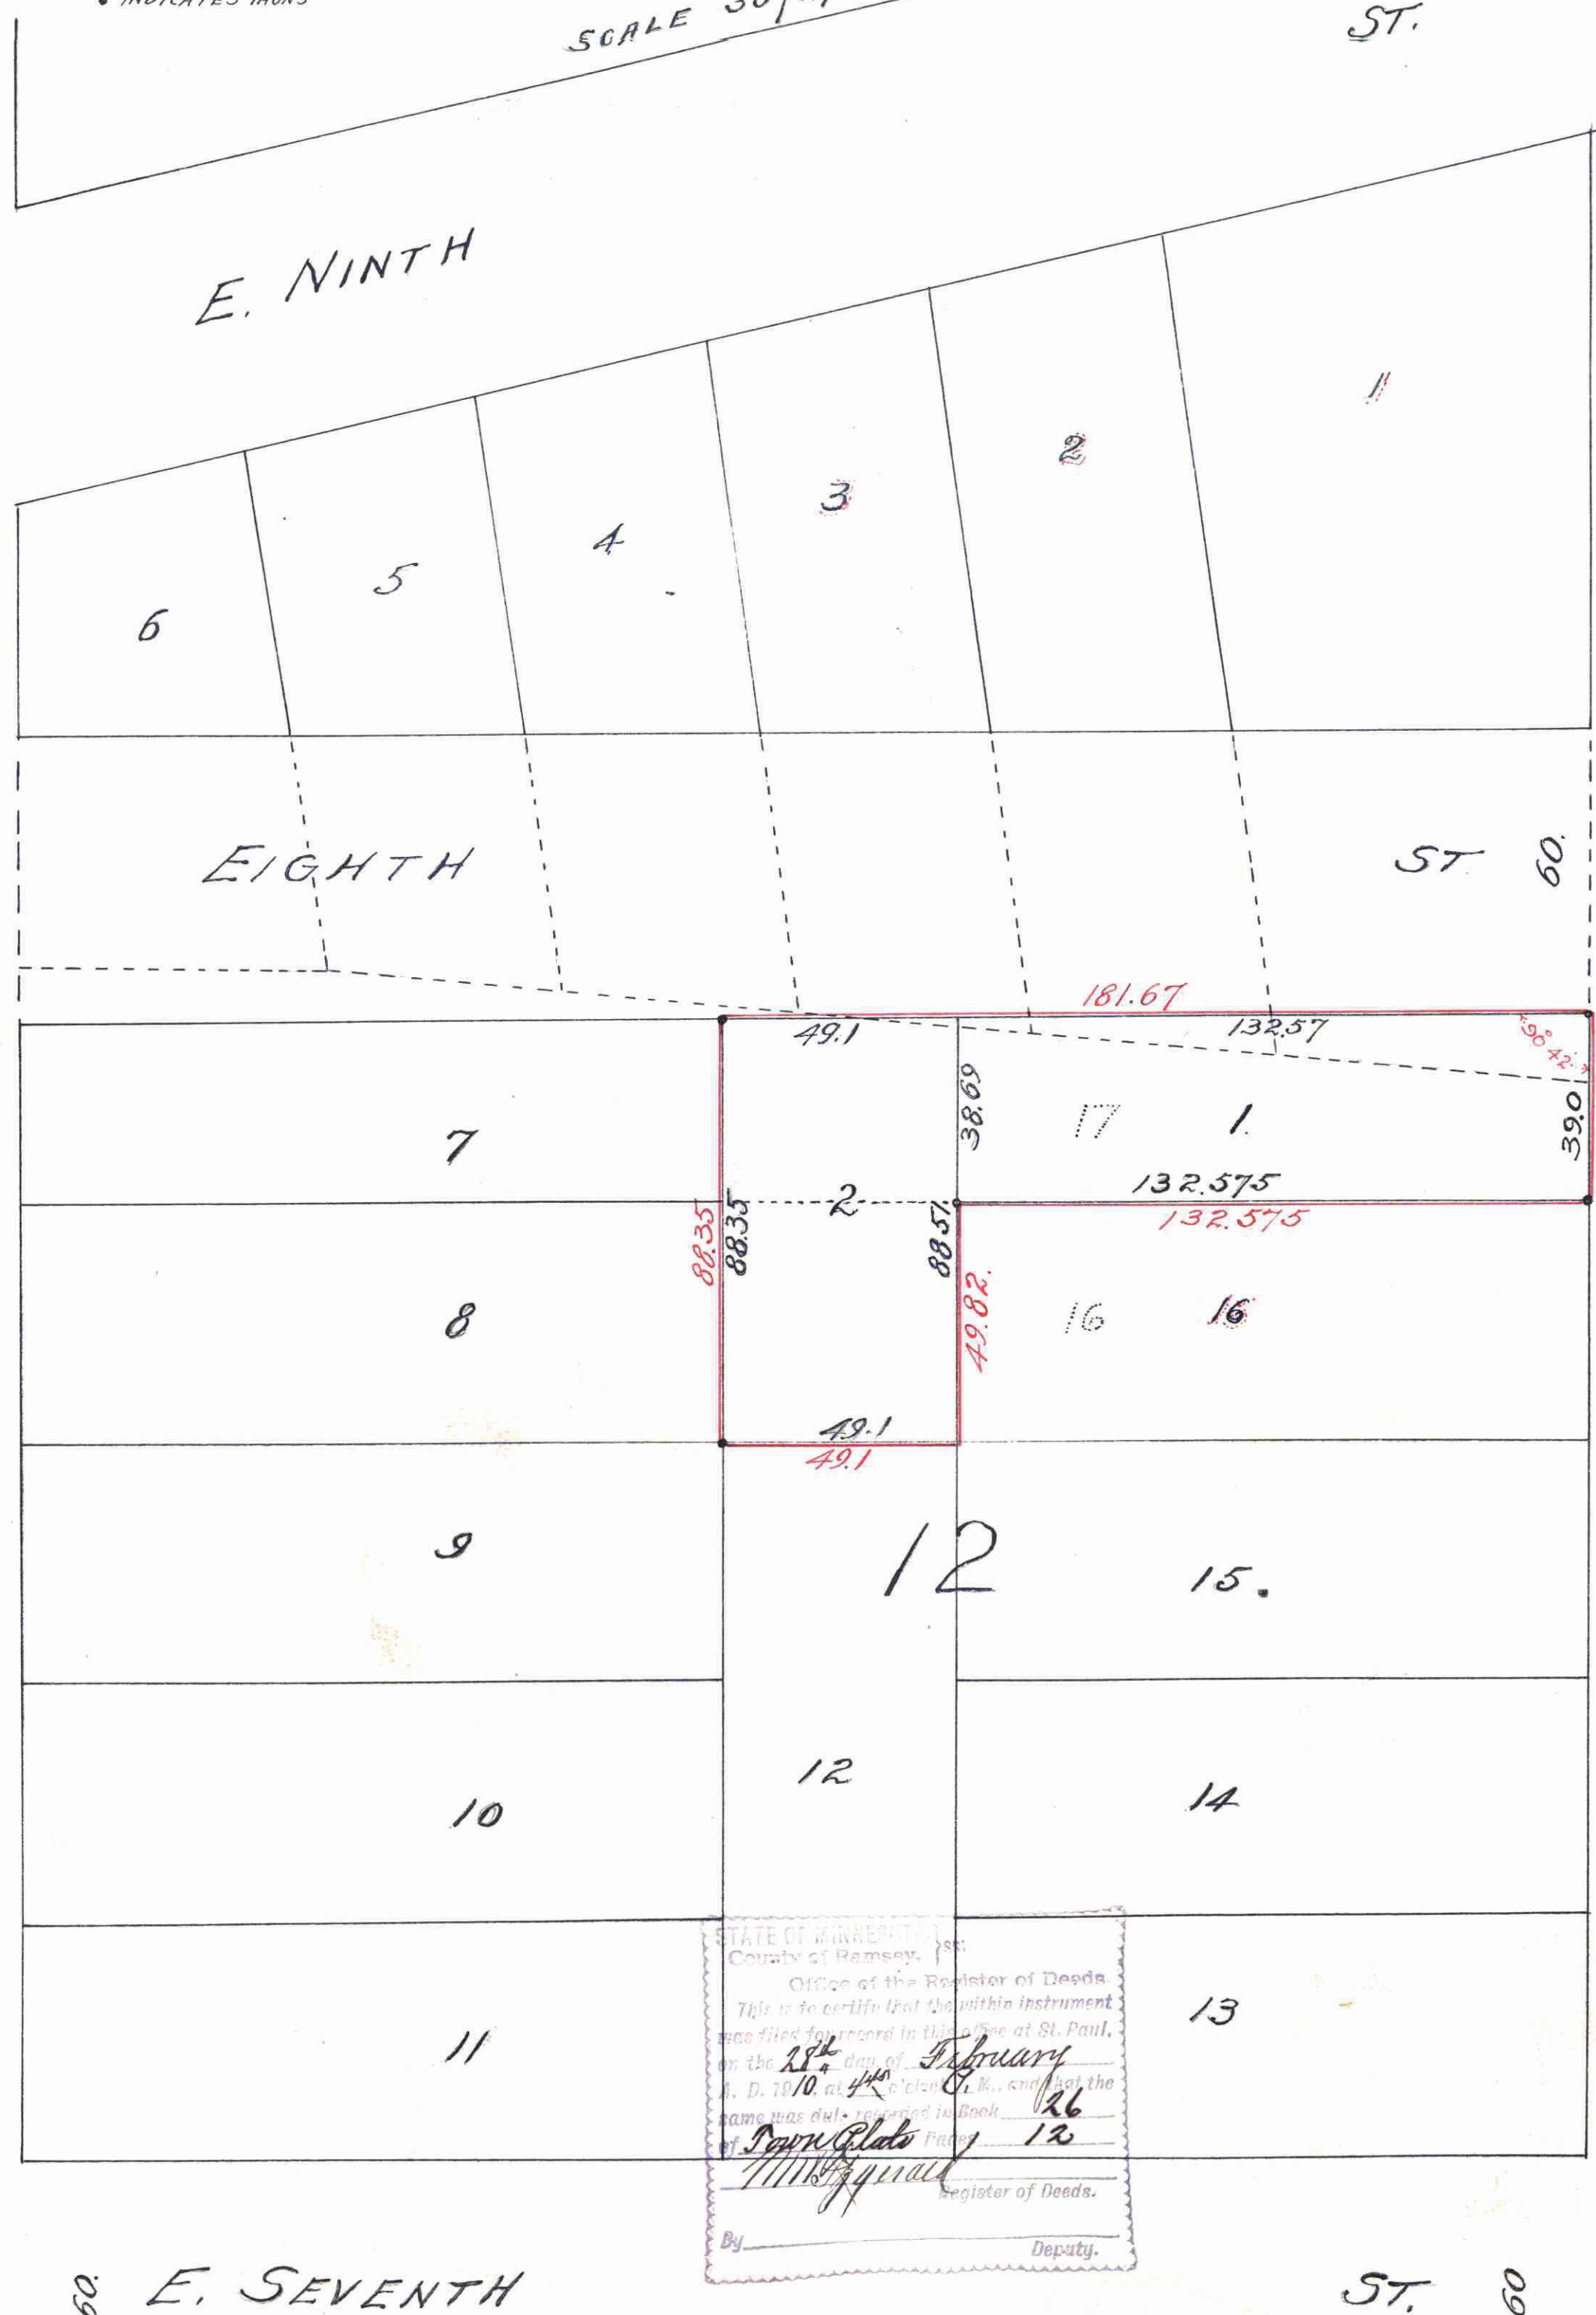 INDICATES IRONS
SCALE
ST.
E. NINTH
1
2
3
4
5
6
EIGHTH
ST
60.
181.67
49.1
132.57
90° 42'
38.69
39.0
7
17
1.
132.575
132.575
2
88.35
88.35
88.51
49.82.
8
16
16
49.1
49.1
9
12
15.
10
12
14
11
13
STATE OF MINNESOTA
County of Ramsey. } ss:
Office of the Register of Deeds.
This is to certify that the within instrument
was filed for record in this office at St. Paul,
on the 28th day of February
A. D. 1910, at o'clock M., and that the
same was duly recorded in Book 26
of Town Plats Page 12
Register of Deeds.
By
Deputy.
60.
E. SEVENTH
ST.
60